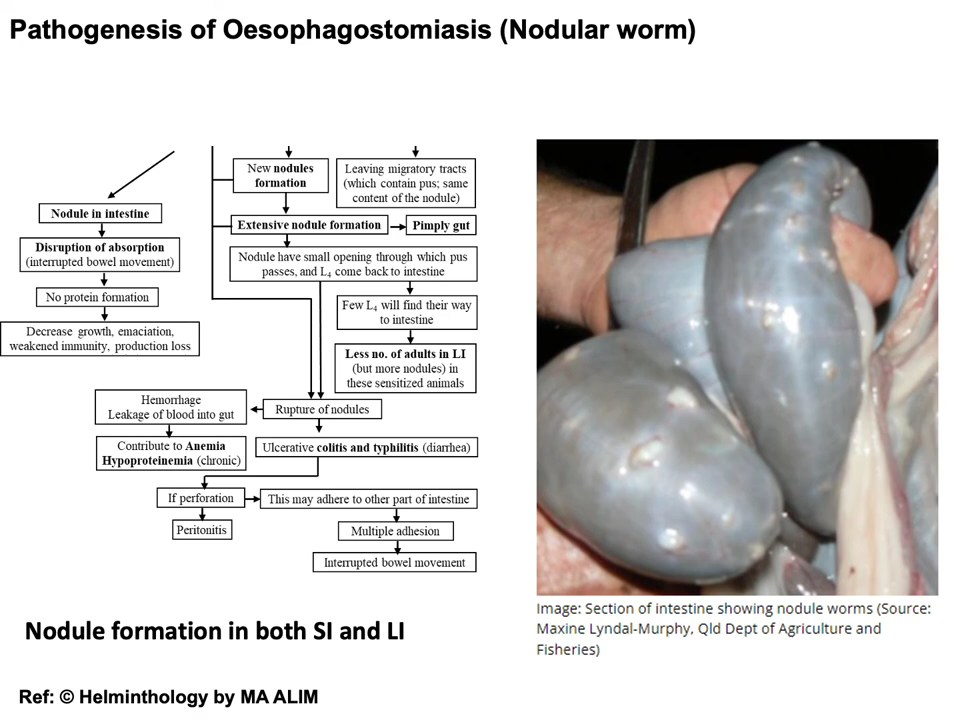 Pathogenesis of Oesophagostomiasis (Nodular worm)
New nodules
formation
Leaving migratory tracts
(which contain pus; same
content of the nodule)
Nodule in intestine
Extensive nodule formation
Pimply gut
Disruption of absorption
(interrupted bowel movement)
Nodule have small opening through which pus
passes, and L4 come back to intestine
No protein formation
Few L4 will find their way
to intestine
Decrease growth, emaciation,
weakened immunity, production loss
Less no. of adults in LI
(but more nodules) in
these sensitized animals
Hemorrhage
Leakage of blood into gut
Rupture of nodules
Contribute to Anemia
Hypoproteinemia (chronic)
Ulcerative colitis and typhilitis (diarrhea)
If perforation
This may adhere to other part of intestine
Peritonitis
Multiple adhesion
Interrupted bowel movement
Image: Section of intestine showing nodule worms (Source:
Maxine Lyndal-Murphy, Qld Dept of Agriculture and
Fisheries)
Nodule formation in both SI and LI
Ref: © Helminthology by MA ALIM